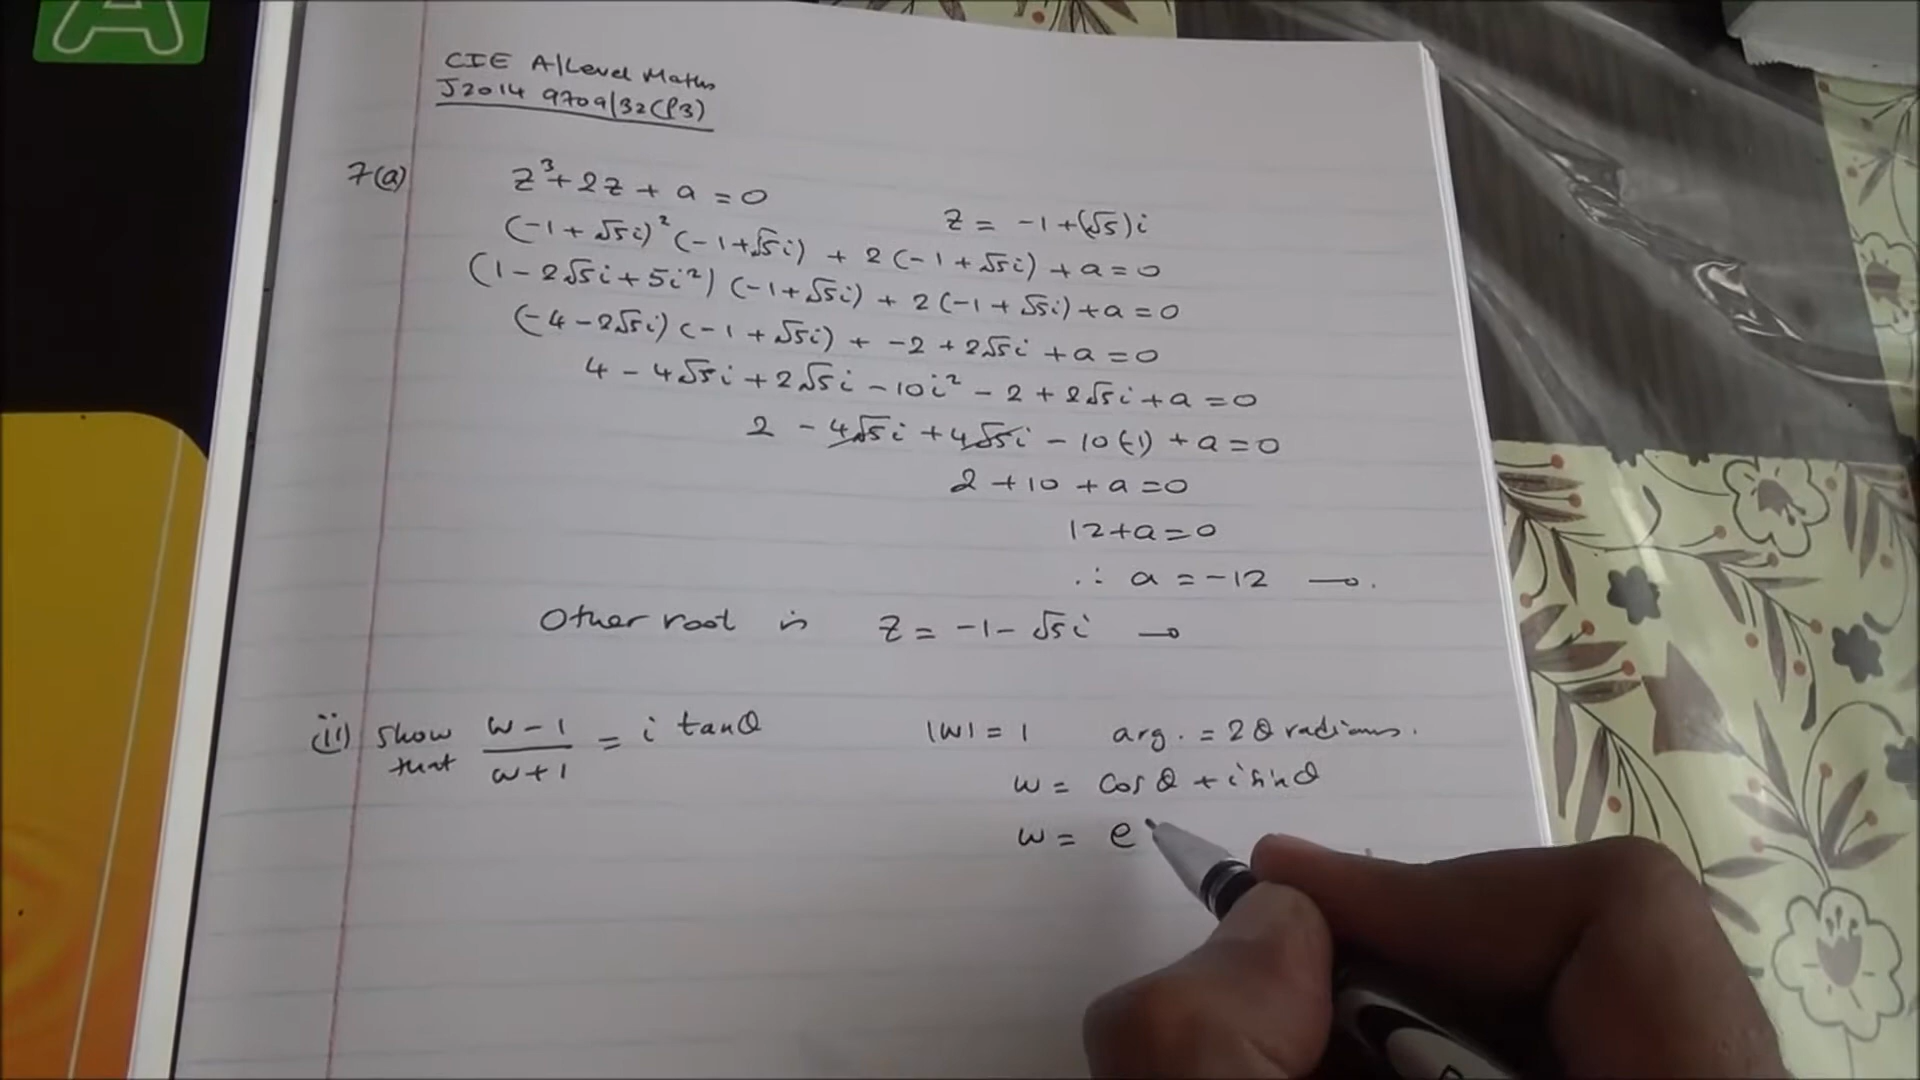 A
CIE A/Level Maths
J2014 9709/32(P3)
7(a) z³+2z + a = 0
z = -1 +(√5)i
(-1 + √5i)² (-1+√5i) + 2(-1+√5i) + a = 0
(1 - 2√5i + 5i²) (-1+√5i) + 2(-1+√5i) + a = 0
(-4 - 2√5i) (-1 + √5i) + -2 + 2√5i + a = 0
4 - 4√5i + 2√5i - 10i² - 2 + 2√5i + a = 0
2 - 4√5i + 4√5i - 10(-1) + a = 0
2 + 10 + a = 0
12 + a = 0
∴ a = -12
Other root is z = -1 - √5i
(ii) Show that (w - 1)/(w + 1) = i tanθ
|w| = 1 arg. = 2θ radians.
w = cosθ + i sinθ
w = e